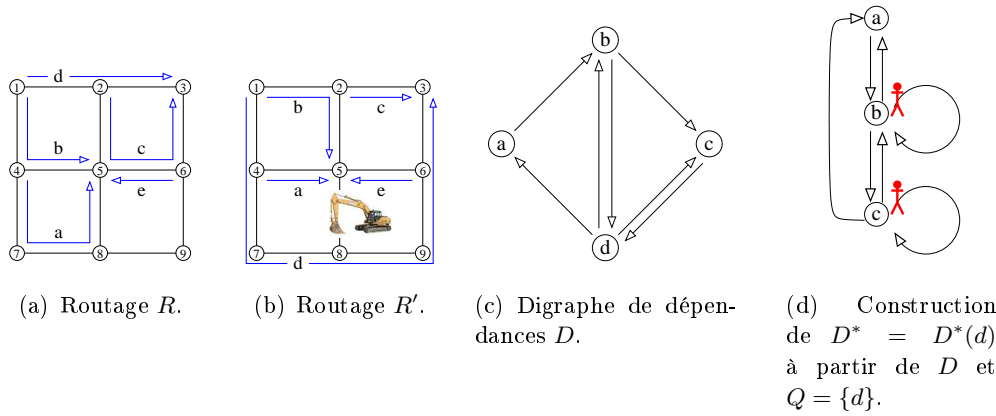 1 d 2 3
b c
4 5 6
e
a
7 8 9
(a) Routage R.
1 2 3
b c
4 5 6
a e
7 8 9
d
(b) Routage R′.
b
a c
d
(c) Digraphe de dépen-
dances D.
a
b
c
(d) Construction
de D* = D*(d)
à partir de D et
Q = {d}.